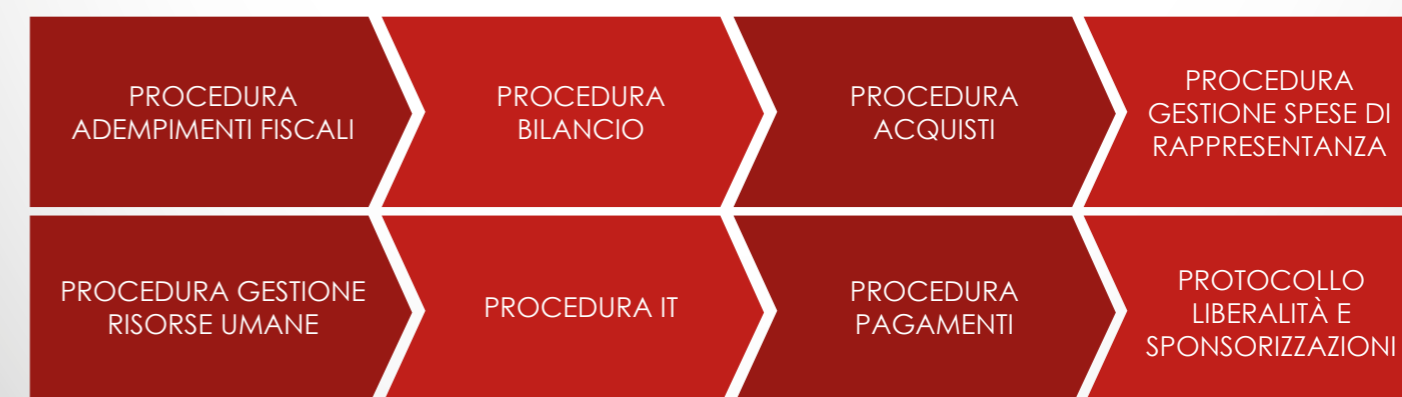 PROCEDURA
ADEMPIMENTI FISCALI
PROCEDURA
BILANCIO
PROCEDURA
ACQUISTI
PROCEDURA
GESTIONE SPESE DI
RAPPRESENTANZA
PROCEDURA GESTIONE
RISORSE UMANE
PROCEDURA IT
PROCEDURA
PAGAMENTI
PROTOCOLLO
LIBERALITÀ E
SPONSORIZZAZIONI